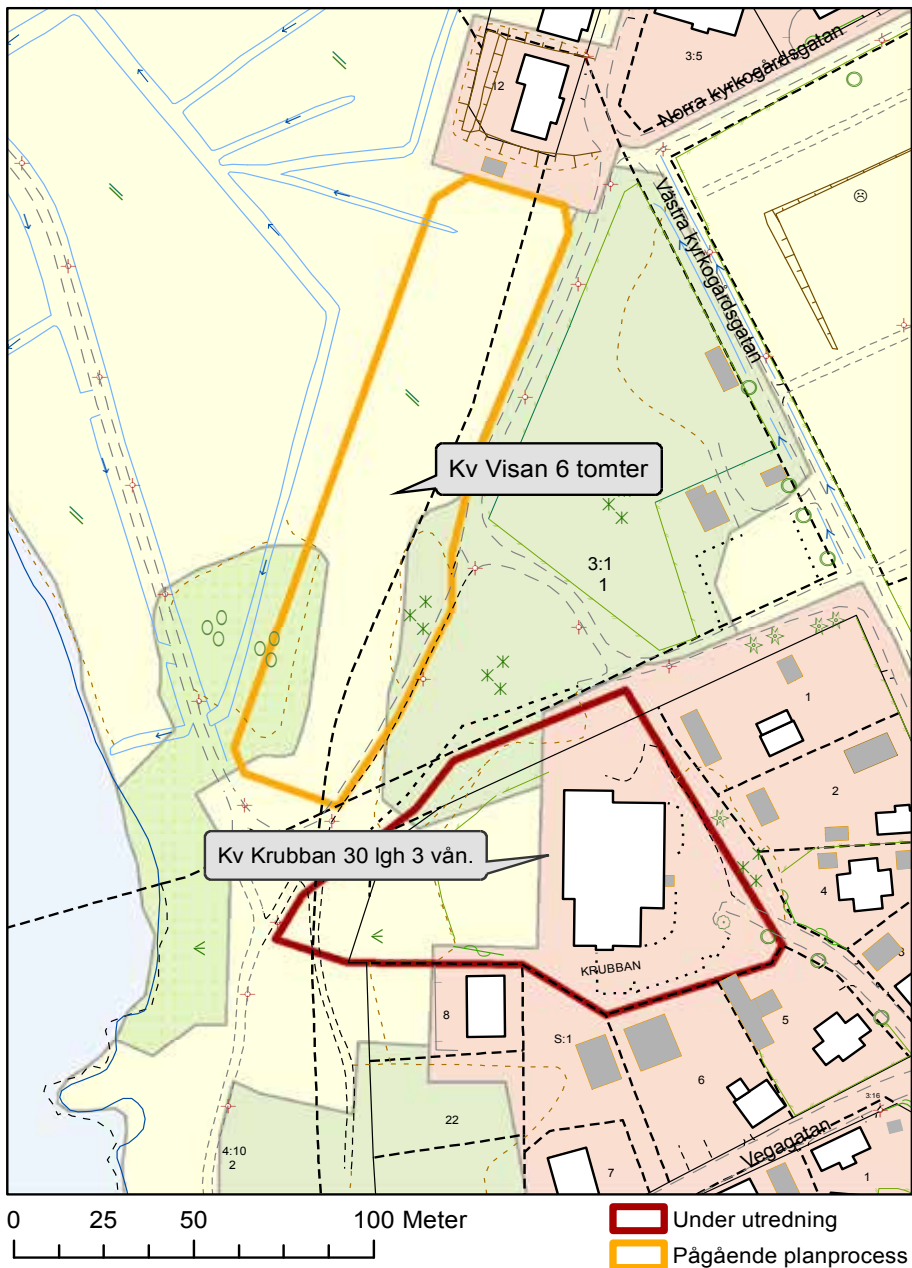 12
3:5
Norra kyrkogårdsgatan
Västra kyrkogårdsgatan
Kv Visan 6 tomter
3:1
1
1
2
Kv Krubban 30 lgh 3 vån.
4
3
KRUBBAN
8
S:1
5
6
22
4:10
2
3:16
Vegagatan
7
1
0 25 50 100 Meter
Under utredning
Pågående planprocess